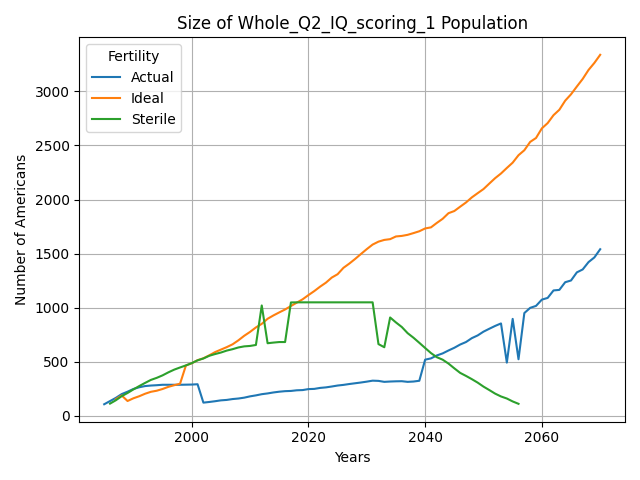 Size of Whole_Q2_IQ_scoring_1 Population
Fertility
Actual
Ideal
Sterile
Number of Americans
3000
2500
2000
1500
1000
500
0
2000
2020
2040
2060
Years